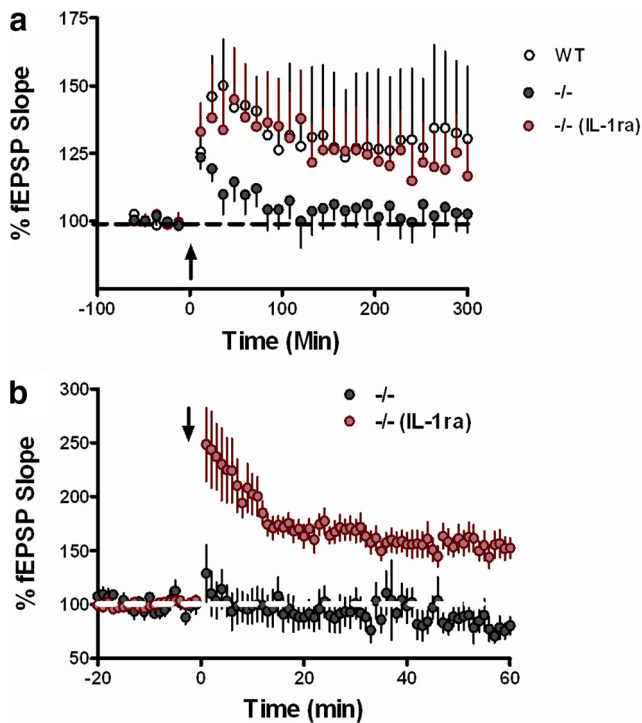 a
175
150
125
100
% fEPSP Slope
-100 0 100 200 300
Time (Min)
WT
-/-
-/- (IL-1ra)
b
300
250
200
150
100
50
% fEPSP Slope
-20 0 20 40 60
Time (min)
-/-
-/- (IL-1ra)